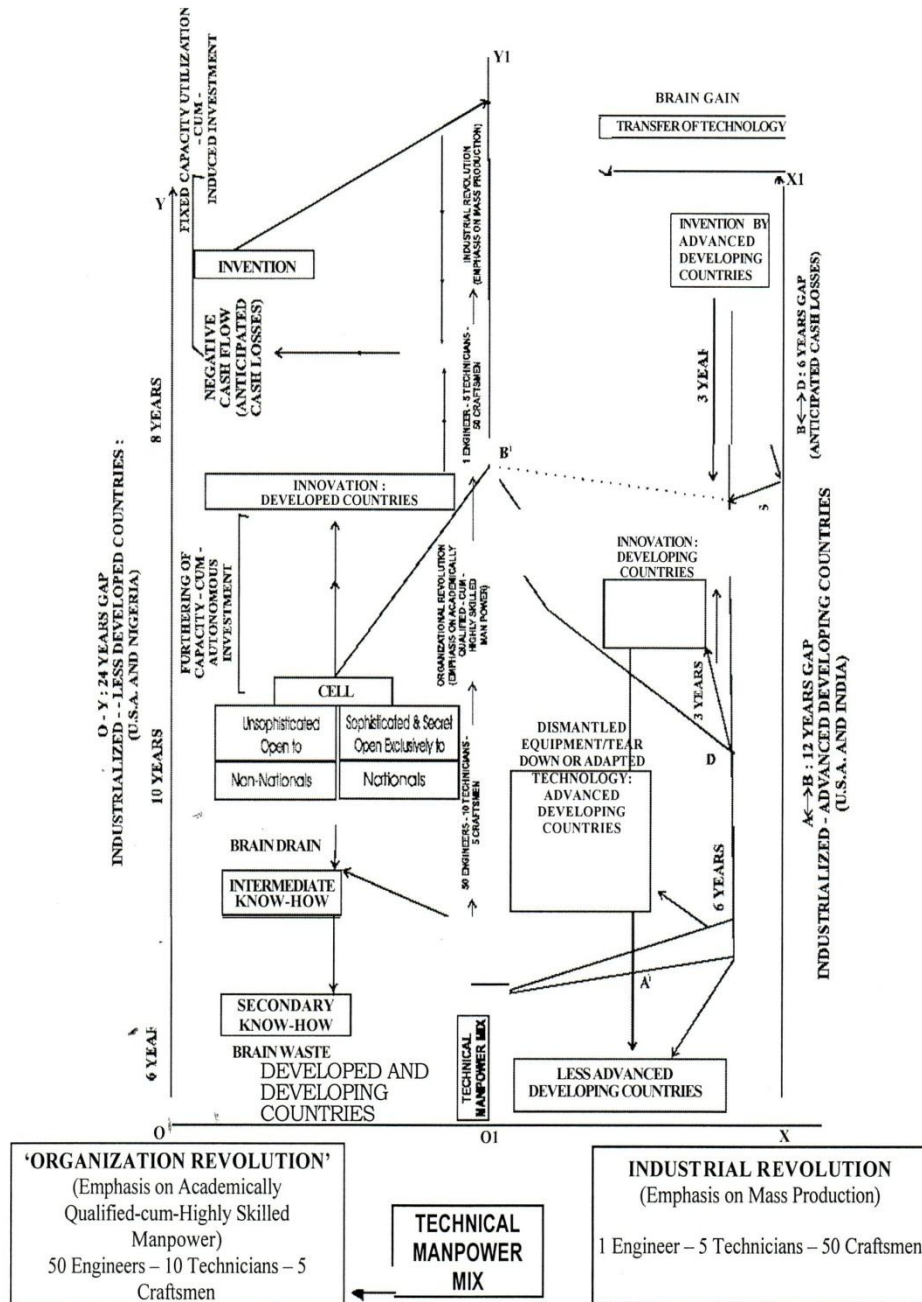 Y1
BRAIN GAIN
TRANSFER OF TECHNOLOGY
FIXED CAPACITY UTILIZATION
- CUM -
INDUCED INVESTMENT
Y
X1
INVENTION
INVENTION BY
ADVANCED
DEVELOPING
COUNTRIES
INDUSTRIAL REVOLUTION
(EMPHASIS ON MASS PRODUCTION)
NEGATIVE
CASH FLOW
(ANTICIPATED
CASH LOSSES)
3 YEAR
B<-->D : 6 YEARS GAP
(ANTICIPATED CASH LOSSES)
8 YEARS
1 ENGINEER - 5 TECHNICIANS -
50 CRAFTSMEN
B'
INNOVATION :
DEVELOPED COUNTRIES
S
O - Y : 24 YEARS GAP
INDUSTRIALIZED - - LESS DEVELOPED COUNTRIES :
(U.S.A. AND NIGERIA)
FURTHERING OF
CAPACITY -CUM -
AUTONOMOUS
INVESTMENT
ORGANIZATIONAL REVOLUTION
(EMPHASIS ON ACADEMICALLY
QUALIFIED - CUM -
HIGHLY SKILLED
MAN POWER)
INNOVATION :
DEVELOPING
COUNTRIES
CELL
Unsophisticated
Open to
Non-Nationals
Sophisticated & Secret
Open Exclusively to
Nationals
3 YEARS
10 YEARS
DISMANTLED
EQUIPMENT/TEAR
DOWN OR ADAPTED
TECHNOLOGY:
ADVANCED
DEVELOPING
COUNTRIES
D
A<-->B : 12 YEARS GAP
INDUSTRIALIZED - ADVANCED DEVELOPING COUNTRIES
(U.S.A. AND INDIA)
50 ENGINEERS - 10 TECHNICIANS -
5 CRAFTSMEN
BRAIN DRAIN
INTERMEDIATE
KNOW-HOW
6 YEARS
A'
SECONDARY
KNOW-HOW
6 YEAR
BRAIN WASTE
DEVELOPED AND
DEVELOPING
COUNTRIES
TECHNICAL
MANPOWER MIX
LESS ADVANCED
DEVELOPING COUNTRIES
O
O1
X
'ORGANIZATION REVOLUTION'
(Emphasis on Academically
Qualified-cum-Highly Skilled
Manpower)
50 Engineers – 10 Technicians – 5
Craftsmen
TECHNICAL
MANPOWER
MIX
INDUSTRIAL REVOLUTION
(Emphasis on Mass Production)
1 Engineer – 5 Technicians – 50 Craftsmen